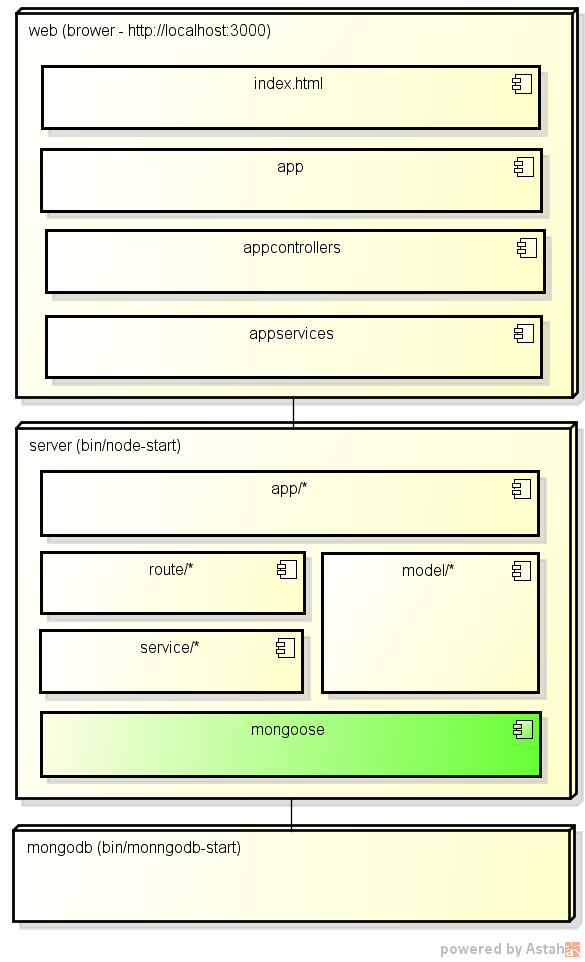 web (brower - http://localhost:3000)
index.html
app
appcontrollers
appservices
server (bin/node-start)
app/*
route/*
model/*
service/*
mongoose
mongodb (bin/monngodb-start)
powered by Astah